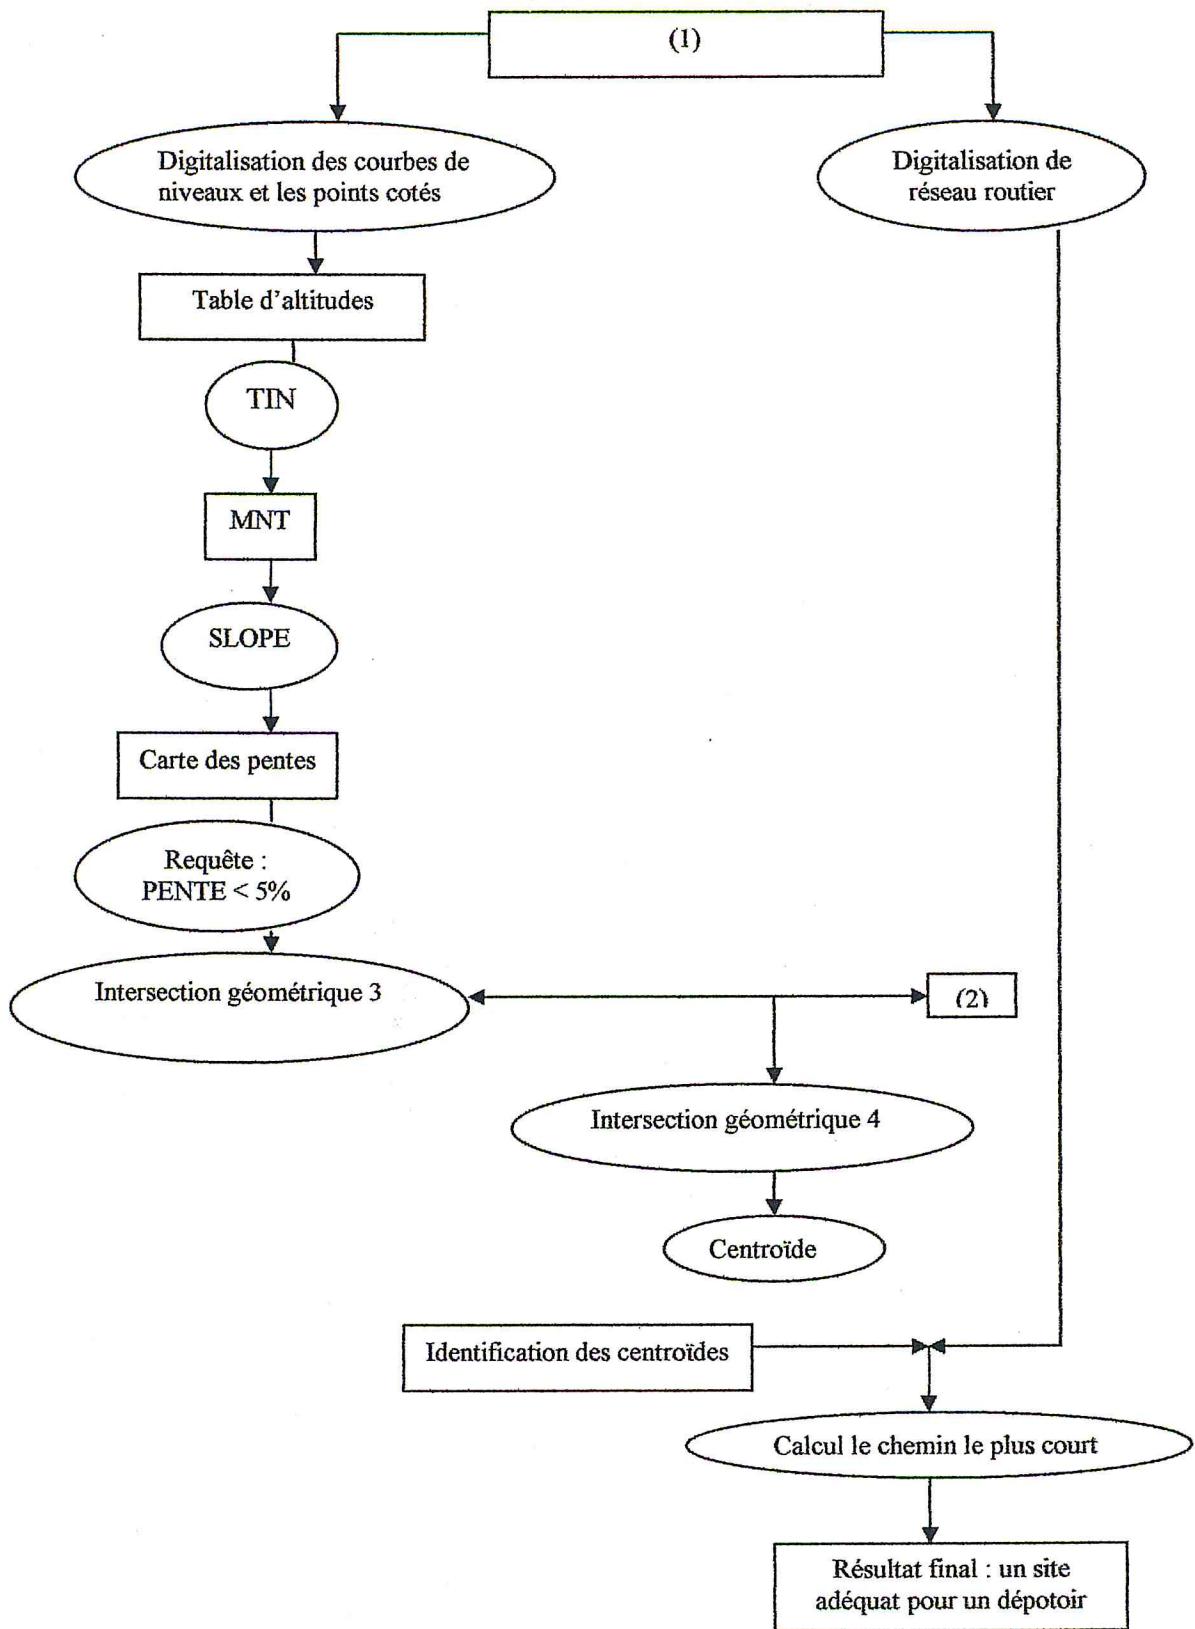 (1)
Digitalisation des courbes de
niveaux et les points cotés
Digitalisation de
réseau routier
Table d'altitudes
TIN
MNT
SLOPE
Carte des pentes
Requête :
PENTE < 5%
Intersection géométrique 3
(2)
Intersection géométrique 4
Centroïde
Identification des centroïdes
Calcul le chemin le plus court
Résultat final : un site
adéquat pour un dépotoir